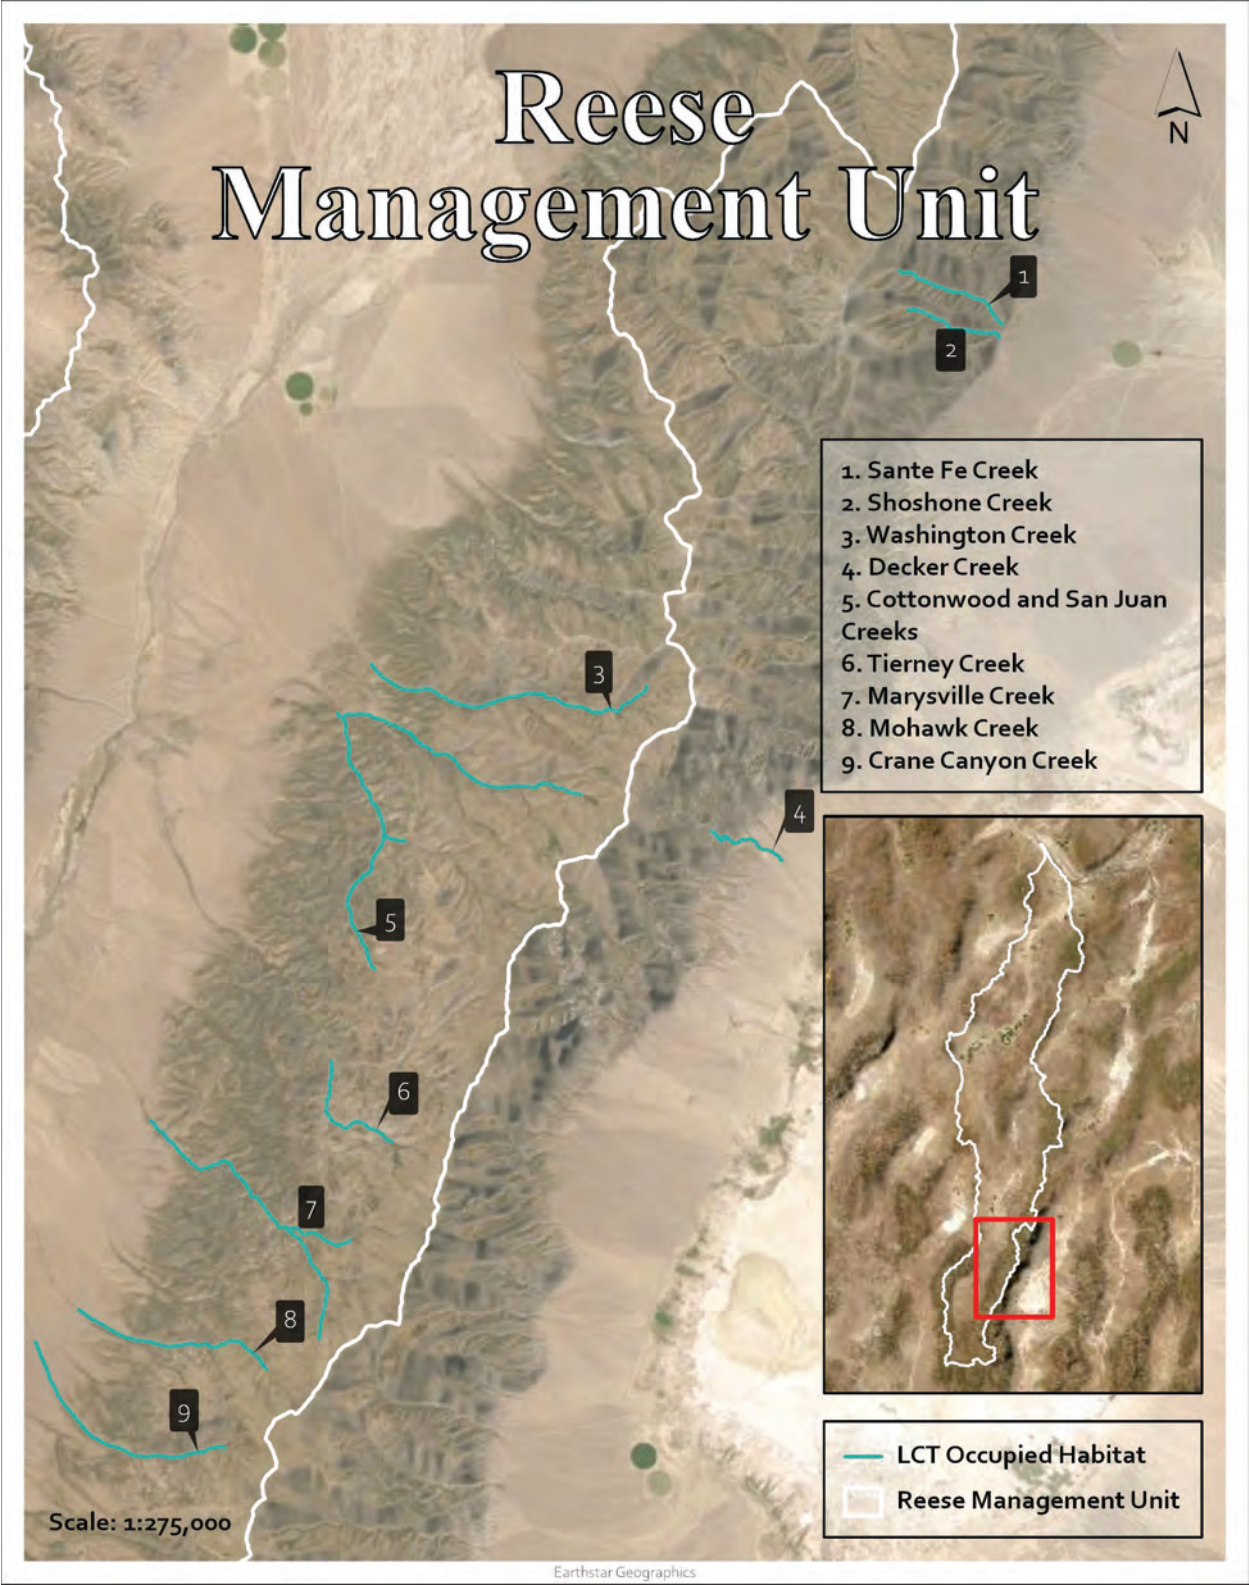 Reese
Management Unit
N
1
2
1. Sante Fe Creek
2. Shoshone Creek
3. Washington Creek
4. Decker Creek
5. Cottonwood and San Juan
Creeks
6. Tierney Creek
7. Marysville Creek
8. Mohawk Creek
9. Crane Canyon Creek
3
4
5
6
7
8
9
LCT Occupied Habitat
Reese Management Unit
Scale: 1:275,000
Earthstar Geographics